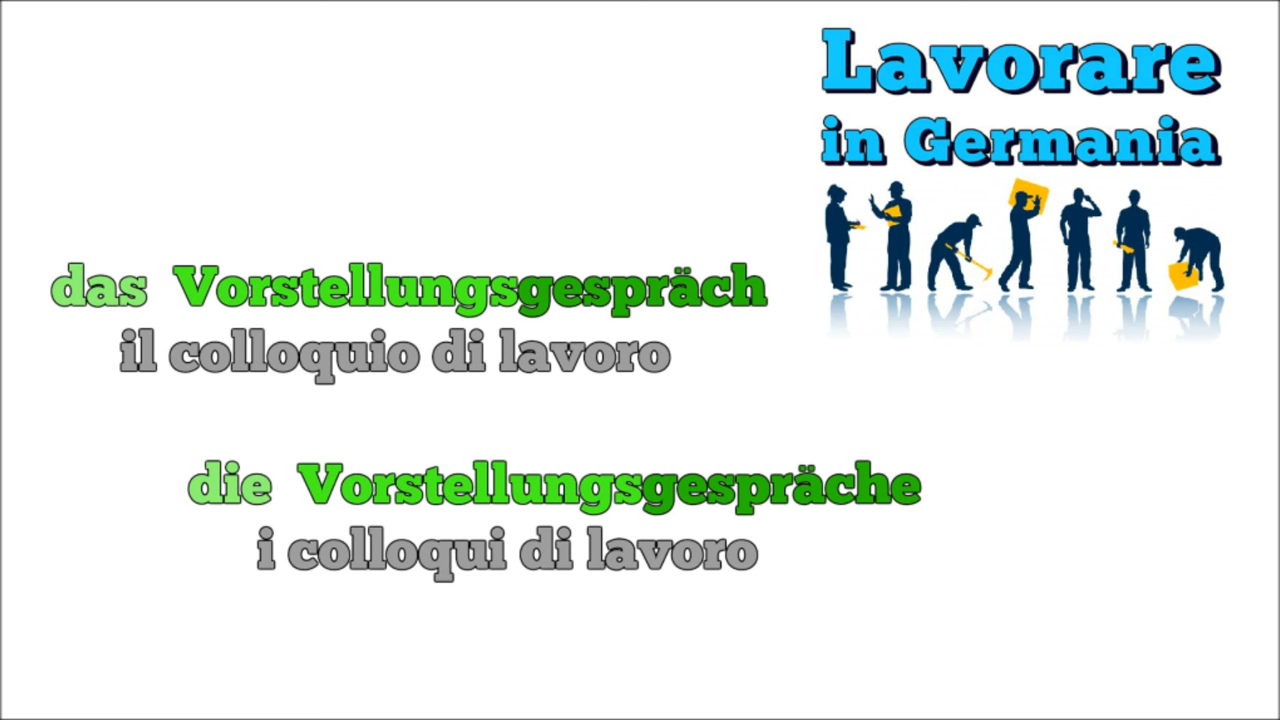 Lavorare
in Germania
das Vorstellungsgespräch
il colloquio di lavoro
die Vorstellungsgespräche
i colloqui di lavoro